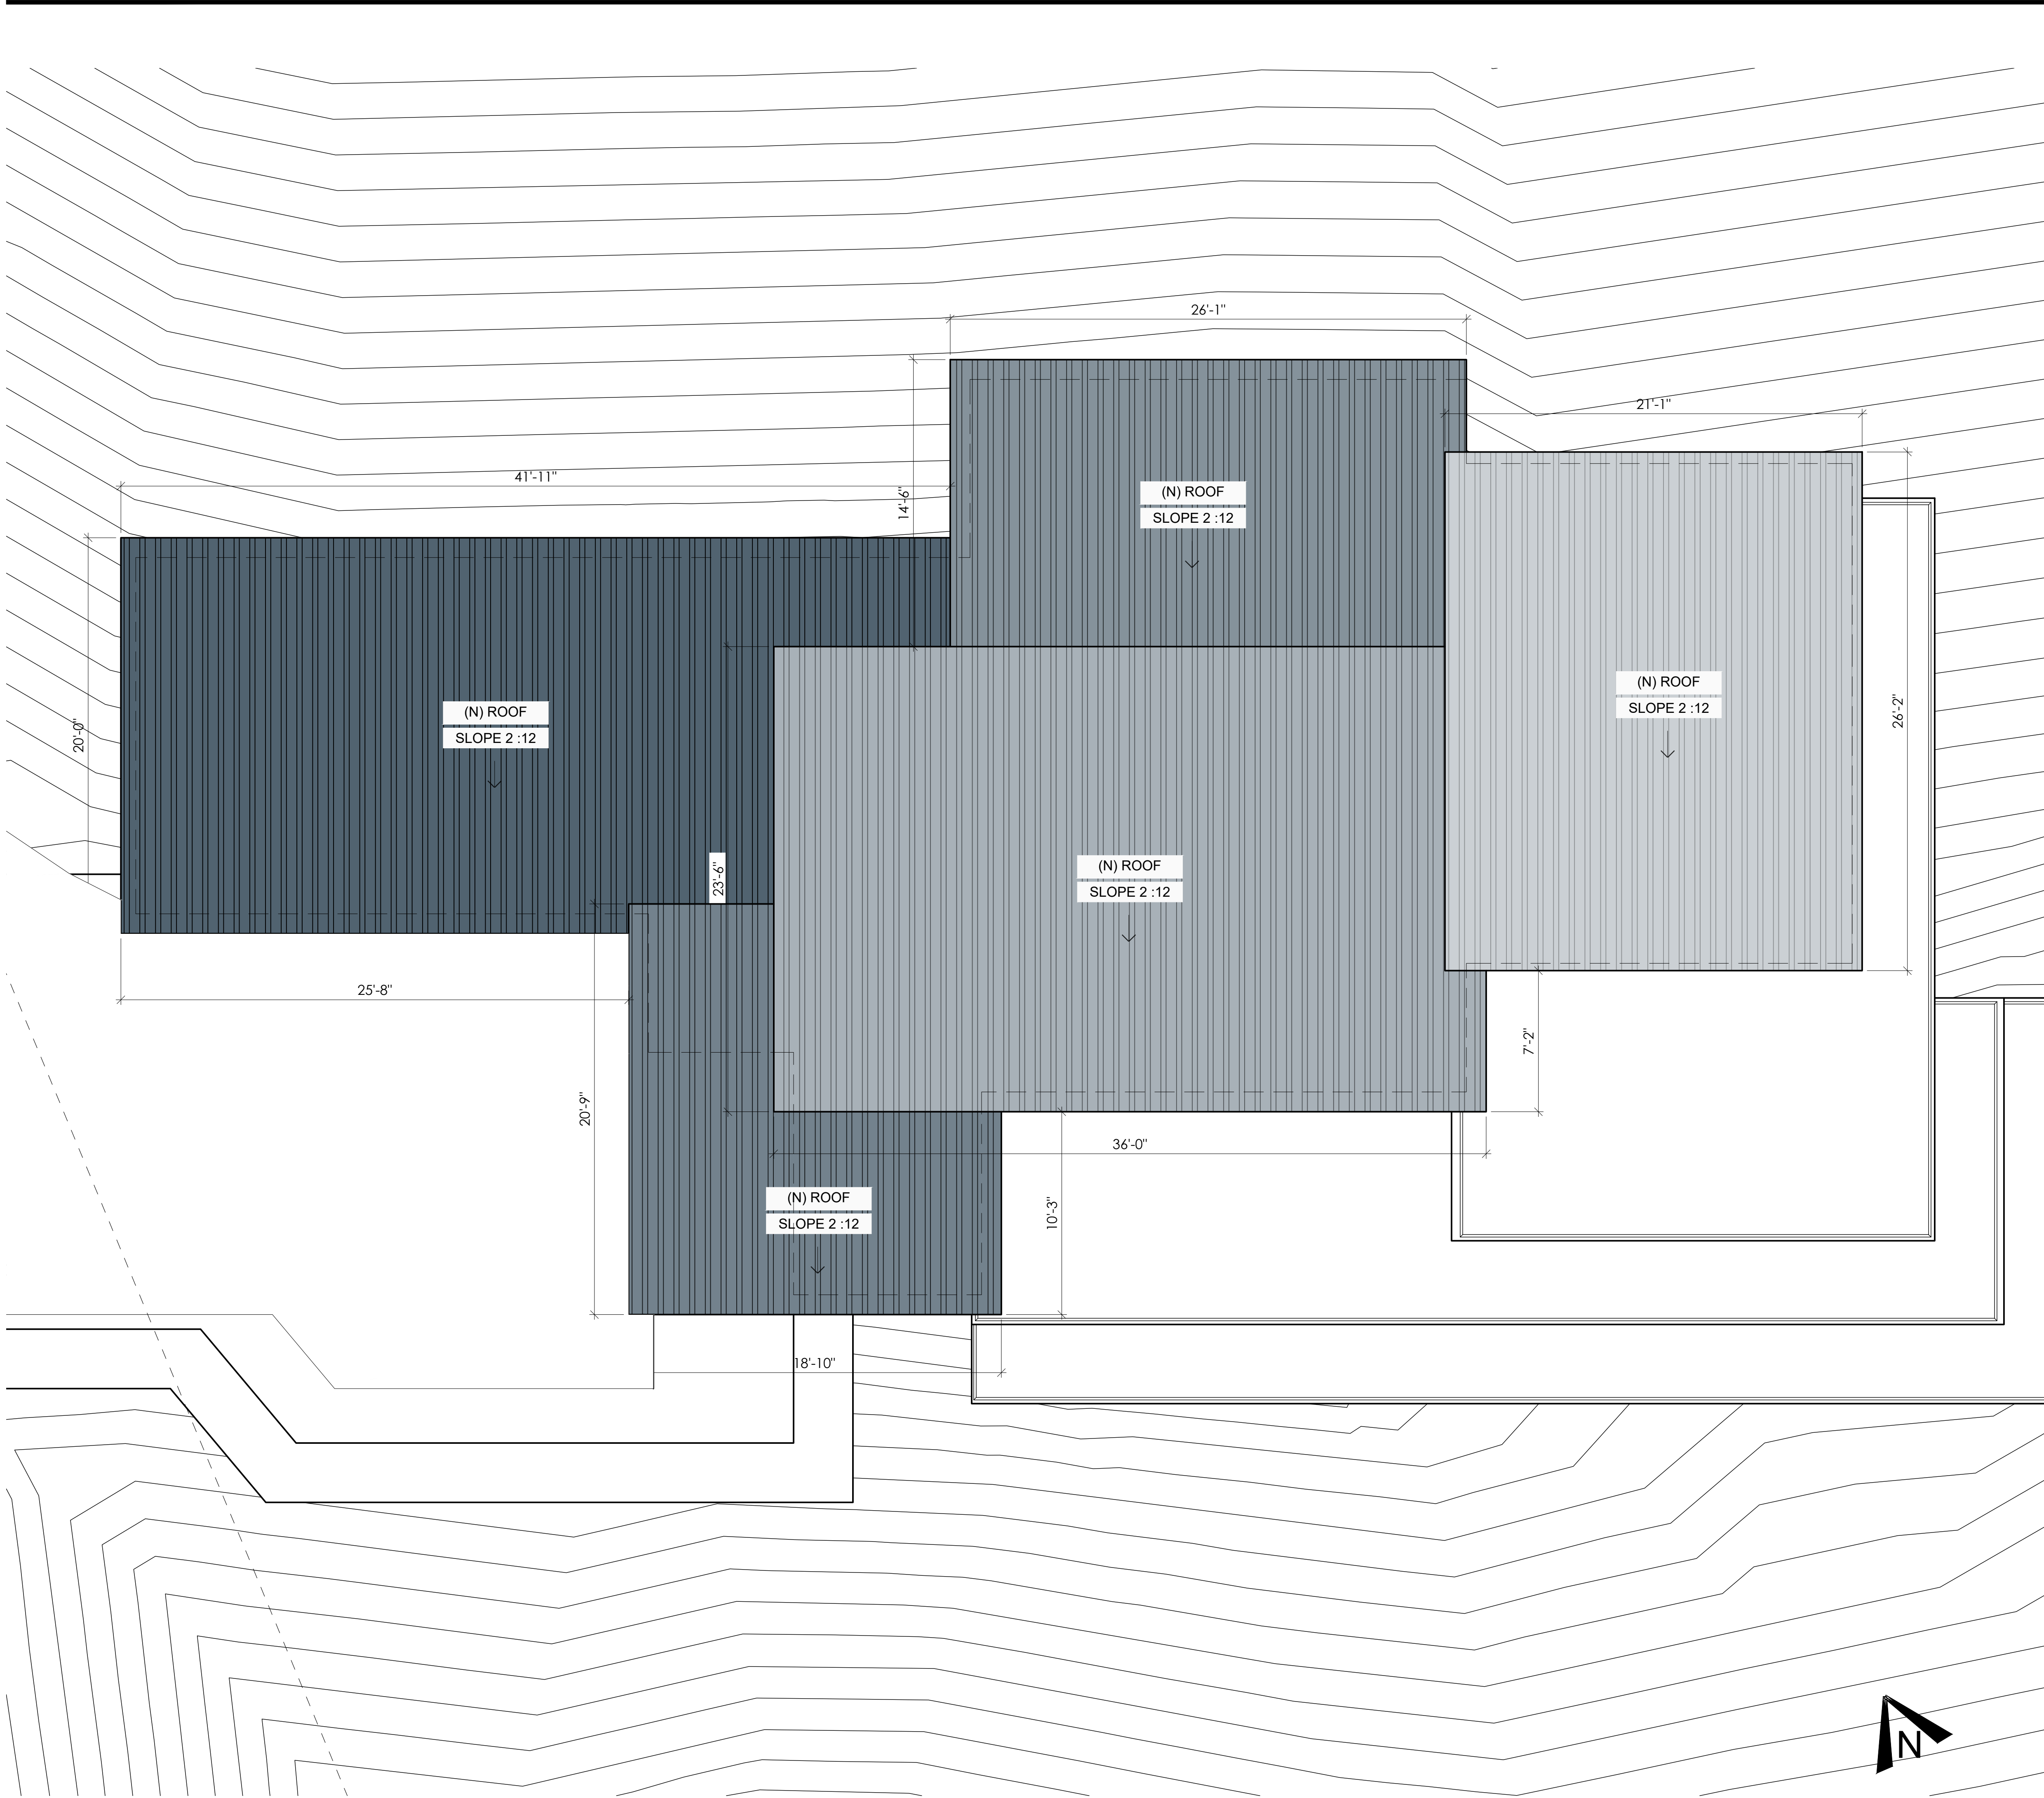 26'-1"
21'-1"
41'-11"
14'-6"
(N) ROOF
SLOPE 2 :12
(N) ROOF
SLOPE 2 :12
26'-2"
(N) ROOF
SLOPE 2 :12
20'-0"
23'-6"
(N) ROOF
SLOPE 2 :12
25'-8"
7'-2"
20'-9"
36'-0"
(N) ROOF
SLOPE 2 :12
10'-3"
18'-10"
N